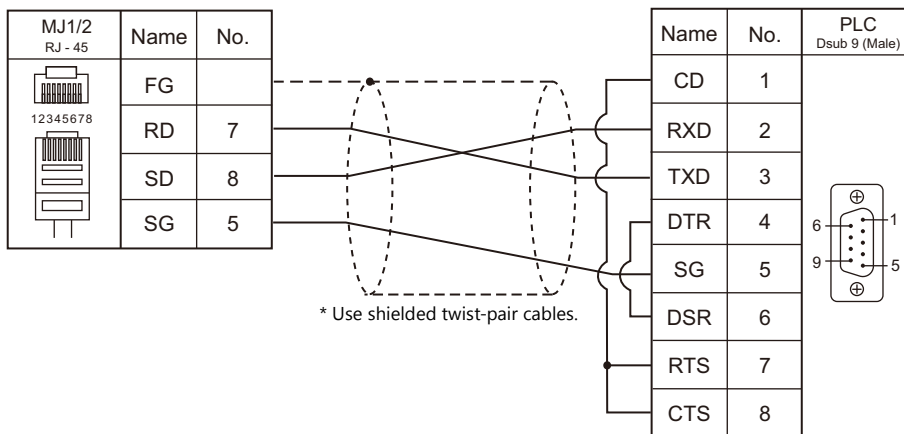 MJ1/2
RJ - 45
Name No.
12345678
FG
RD 7
SD 8
SG 5
* Use shielded twist-pair cables.
Name No.
PLC
Dsub 9 (Male)
CD 1
RXD 2
TXD 3
DTR 4
SG 5
DSR 6
RTS 7
CTS 8
6 1
9 5